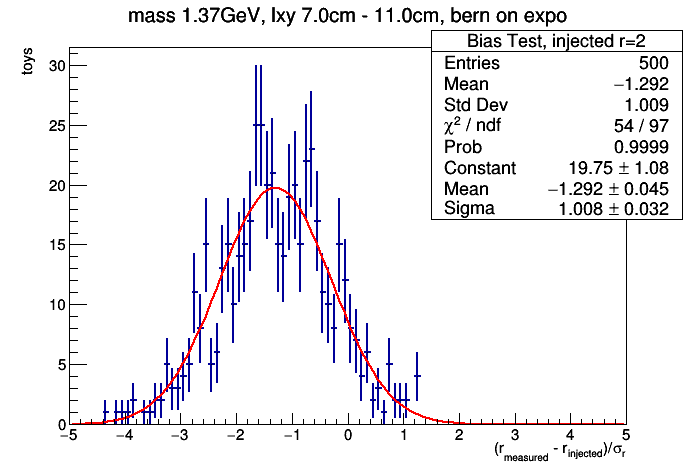 mass 1.37GeV, lxy 7.0cm - 11.0cm, bern on expo
toys
Bias Test, injected r=2
Entries 500
Mean −1.292
Std Dev 1.009
χ² / ndf 54 / 97
Prob 0.9999
Constant 19.75 ± 1.08
Mean −1.292 ± 0.045
Sigma 1.008 ± 0.032
30
25
20
15
10
5
0
−5 −4 −3 −2 −1 0 1 2 3 4 5
(r_measured - r_injected)/σ_r